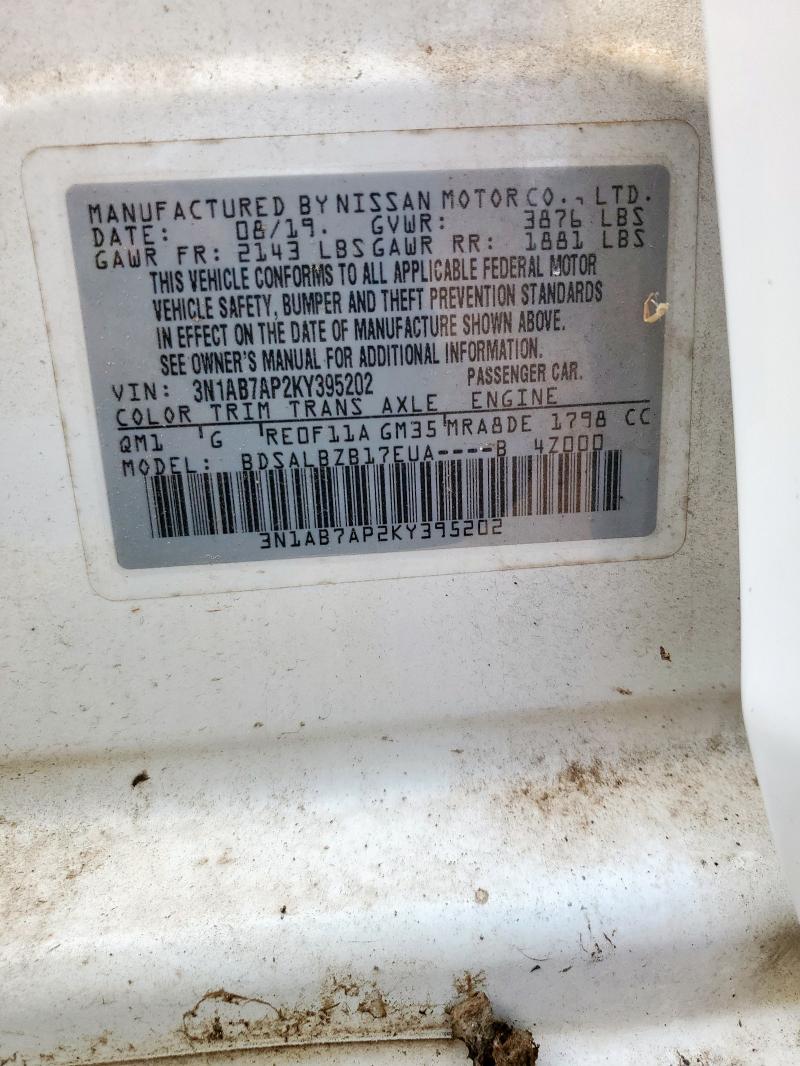 MANUFACTURED BY NISSAN MOTOR CO., LTD.
DATE: 08/19. GVWR: 3876 LBS
GAWR FR: 2143 LBS GAWR RR: 1881 LBS
THIS VEHICLE CONFORMS TO ALL APPLICABLE FEDERAL MOTOR
VEHICLE SAFETY, BUMPER AND THEFT PREVENTION STANDARDS
IN EFFECT ON THE DATE OF MANUFACTURE SHOWN ABOVE.
SEE OWNER'S MANUAL FOR ADDITIONAL INFORMATION.
VIN: 3N1AB7AP2KY395202 PASSENGER CAR.
COLOR TRIM TRANS AXLE ENGINE
QM1 G RE0F11A GM35 MRA8DE 1798 CC
MODEL: BDSALBZB17EUA----B 4Z000
3N1AB7AP2KY395202